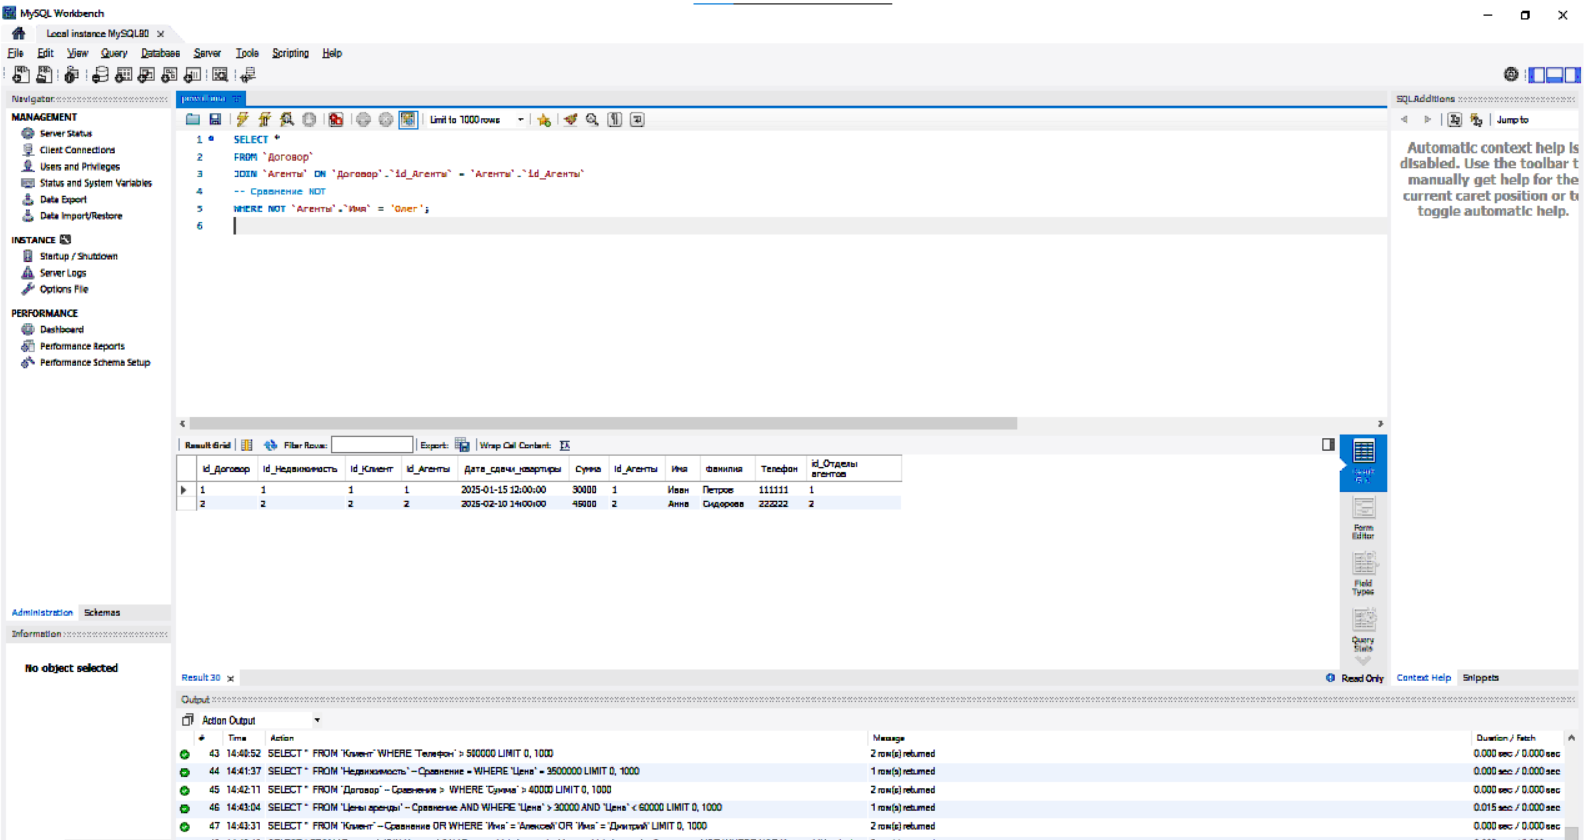 MySQL Workbench
Local instance MySQL80 x
File Edit View Query Database Server Tools Scripting Help
Navigator
MANAGEMENT
Server Status
Client Connections
Users and Privileges
Status and System Variables
Data Export
Data Import/Restore
INSTANCE
Startup / Shutdown
Server Logs
Options File
PERFORMANCE
Dashboard
Performance Reports
Performance Schema Setup
Administration Schemas
Information
No object selected
Limit to 1000 rows
1 SELECT *
2 FROM `Договор`
3 JOIN `Агенты` ON `Договор`.`id_Агенты` = `Агенты`.`id_Агенты`
4 -- Сравнение NOT
5 WHERE NOT `Агенты`.`Имя` = 'Олег';
6
Result Grid Filter Rows: Export: Wrap Cell Content:
id_Договор id_Недвижимость id_Клиент id_Агенты Дата_сдачи_квартиры Сумма id_Агенты Имя Фамилия Телефон id_Отделы агентов
1 1 1 1 2025-01-15 12:00:00 30000 1 Иван Петров 111111 1
2 2 2 2 2025-02-10 14:00:00 45000 2 Анна Сидорова 222222 2
Form Editor
Field Types
Query Stats
Result 30 x
Read Only
SQLAdditions
Jump to
Automatic context help is
disabled. Use the toolbar t
manually get help for the
current caret position or to
toggle automatic help.
Context Help Snippets
Output
Action Output
# Time Action Message Duration / Fetch
43 14:40:52 SELECT * FROM `Клиент` WHERE `Телефон` > 500000 LIMIT 0, 1000 2 row(s) returned 0.000 sec / 0.000 sec
44 14:41:37 SELECT * FROM `Недвижимость` -- Сравнение = WHERE `Цена` = 3500000 LIMIT 0, 1000 1 row(s) returned 0.000 sec / 0.000 sec
45 14:42:11 SELECT * FROM `Договор` -- Сравнение > WHERE `Сумма` > 40000 LIMIT 0, 1000 2 row(s) returned 0.000 sec / 0.000 sec
46 14:43:04 SELECT * FROM `Цены аренды` -- Сравнение AND WHERE `Цена` > 30000 AND `Цена` < 60000 LIMIT 0, 1000 1 row(s) returned 0.015 sec / 0.000 sec
47 14:43:31 SELECT * FROM `Клиент` -- Сравнение OR WHERE `Имя` = 'Алексей' OR `Имя` = 'Дмитрий' LIMIT 0, 1000 2 row(s) returned 0.000 sec / 0.000 sec